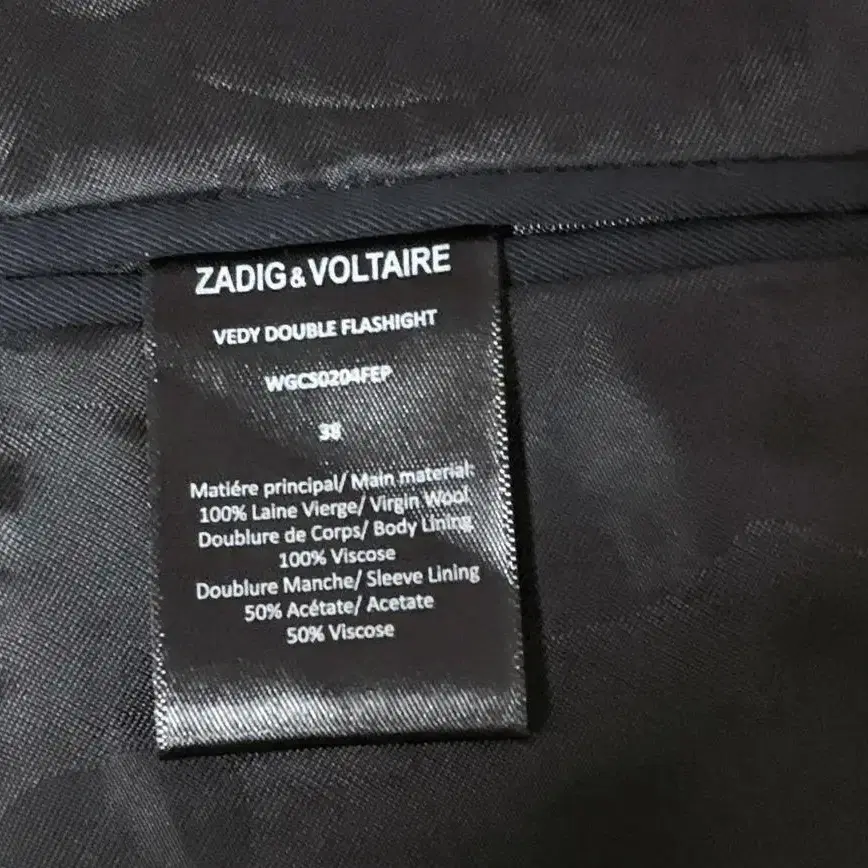 ZADIG&VOLTAIRE
VEDY DOUBLE FLASHIGHT
WGCS0204FEP
38
Matiére principal/ Main material:
100% Laine Vierge/ Virgin Wool
Doublure de Corps/ Body Lining
100% Viscose
Doublure Manche/ Sleeve Lining
50% Acétate/ Acetate
50% Viscose